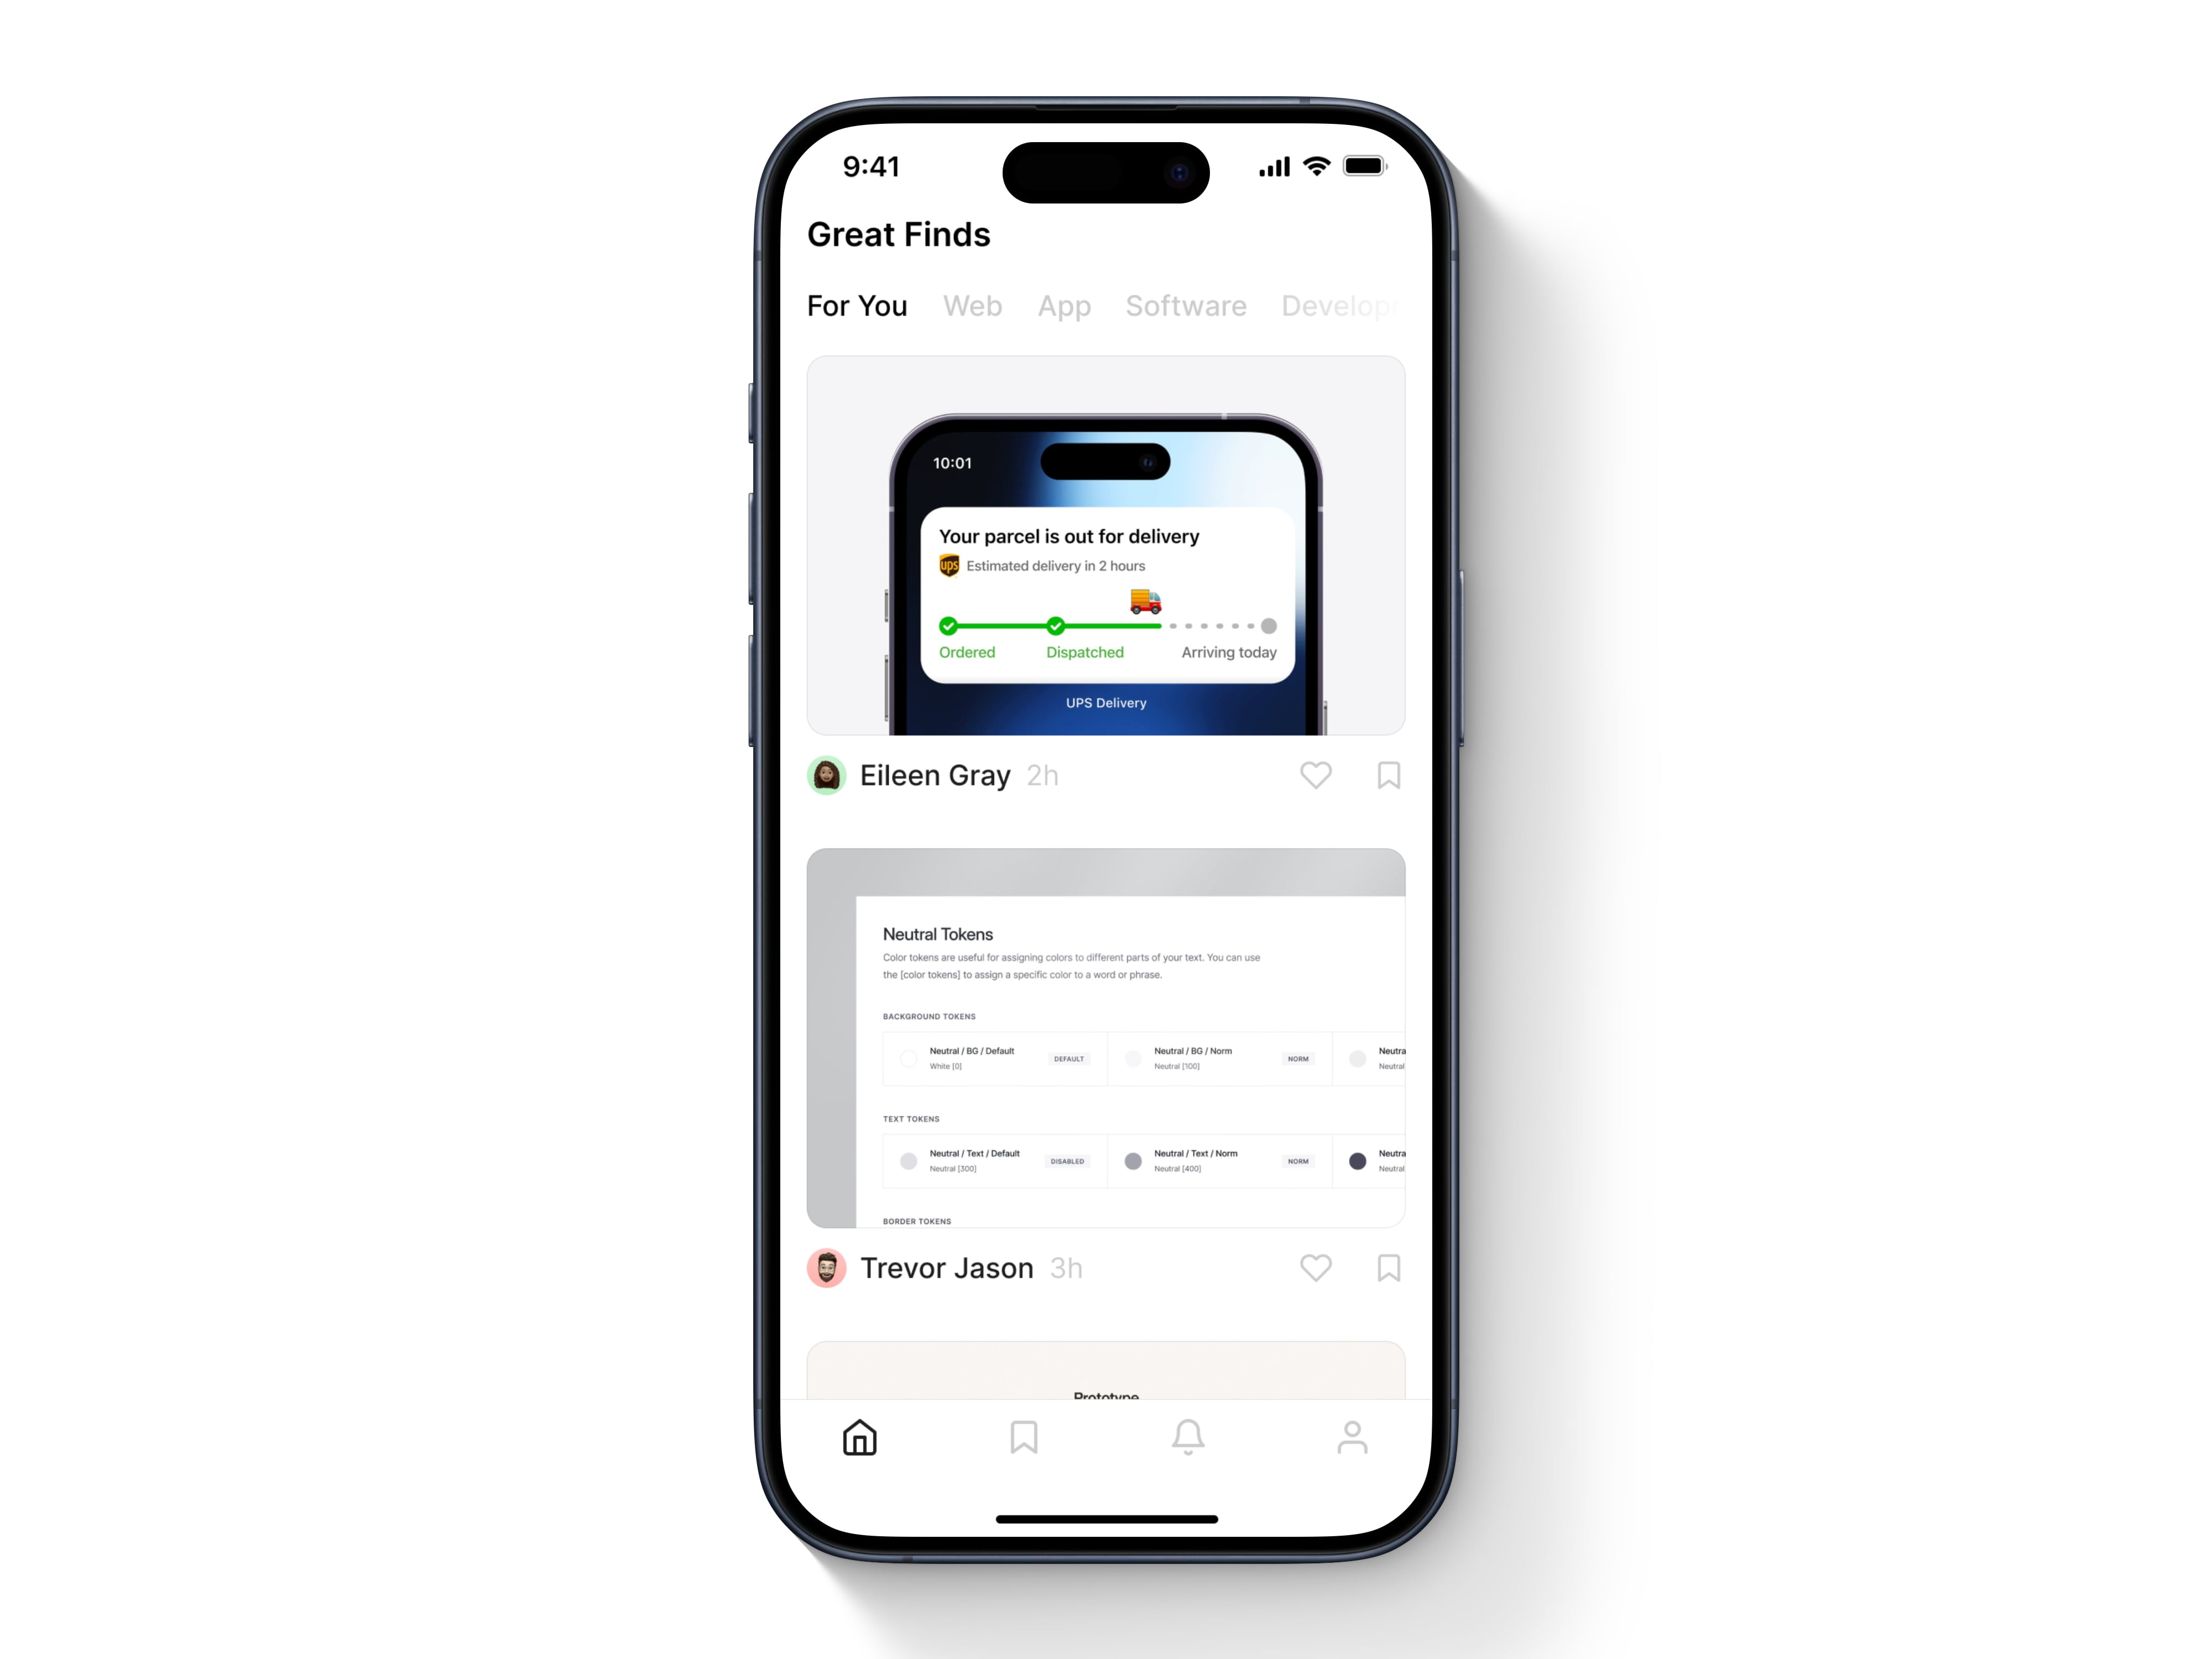 9:41
Great Finds
For You Web App Software Develop
10:01
Your parcel is out for delivery
ups Estimated delivery in 2 hours
Ordered Dispatched Arriving today
UPS Delivery
Eileen Gray 2h
Neutral Tokens
Color tokens are useful for assigning colors to different parts of your text. You can use
the [color tokens] to assign a specific color to a word or phrase.
BACKGROUND TOKENS
Neutral / BG / Default DEFAULT Neutral / BG / Norm NORM Neutra
White [0] Neutral [100] Neutral
TEXT TOKENS
Neutral / Text / Default DISABLED Neutral / Text / Norm NORM Neutra
Neutral [300] Neutral [400] Neutral
BORDER TOKENS
Trevor Jason 3h
Prototype